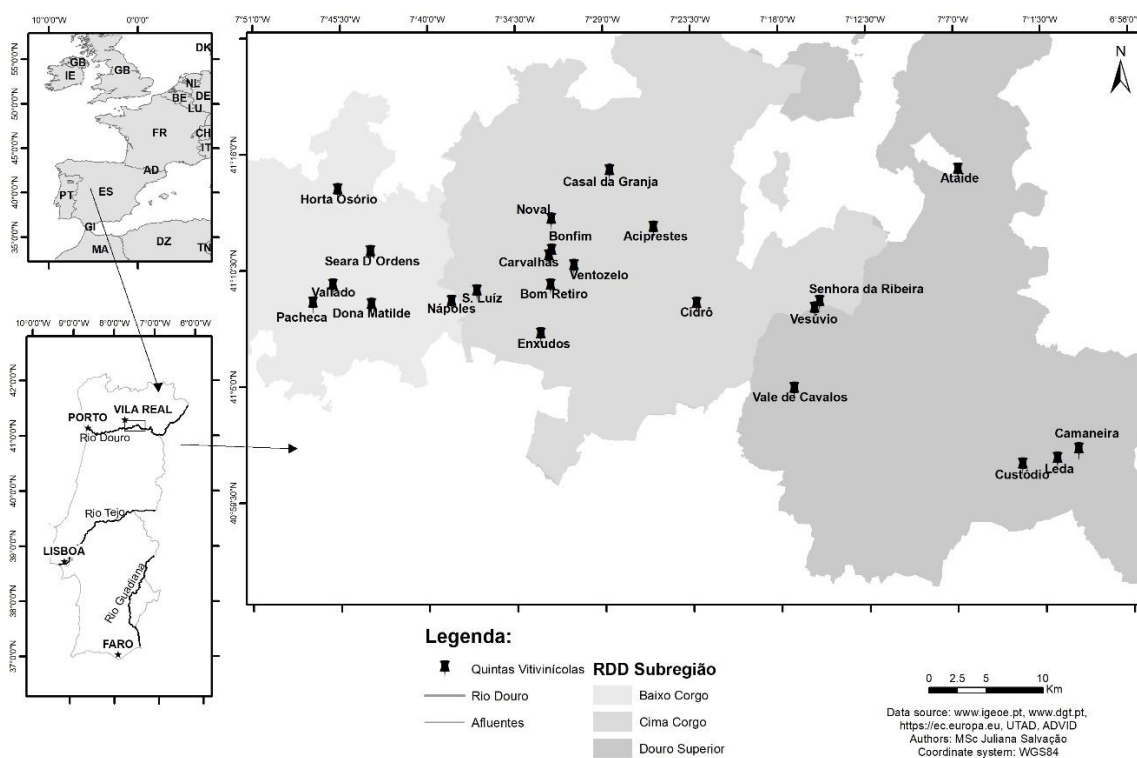 10°0'0"W 0°0'0"
55°0'0"N
50°0'0"N
45°0'0"N
40°0'0"N
35°0'0"N
DK
GB
IE
GB
NL
BE
DE
LU
FR
CH
IT
AD
PT
ES
GI
MA
DZ
TN
10°0'0"W 9°0'0"W 8°0'0"W 7°0'0"W 6°0'0"W
42°0'0"N
41°0'0"N
40°0'0"N
39°0'0"N
38°0'0"N
37°0'0"N
VILA REAL
PORTO
Rio Douro
Rio Tejo
LISBOA
Rio Guadiana
FARO
7°51'0"W 7°45'30"W 7°40'0"W 7°34'30"W 7°29'0"W 7°23'30"W 7°18'0"W 7°12'30"W 7°7'0"W 7°1'30"W 6°56'0"W
41°16'0"N
41°10'30"N
41°5'0"N
40°59'30"N
N
Casal da Granja
Ataíde
Horta Osório
Noval
Aciprestes
Bonfim
Seara D´Ordens
Carvalhas
Ventozelo
Vallado
Bom Retiro
Senhora da Ribeira
Pacheca
Dona Matilde
Nápoles
S. Luíz
Cidrô
Vesúvio
Enxudos
Vale de Cavalos
Camaneira
Custódio
Leda
Legenda:
Quintas Vitivinícolas
Rio Douro
Afluentes
RDD Subregião
Baixo Corgo
Cima Corgo
Douro Superior
0 2.5 5 10
Km
Data source: www.igeoe.pt, www.dgt.pt,
https://ec.europa.eu, UTAD, ADVID
Authors: MSc Juliana Salvação
Coordinate system: WGS84